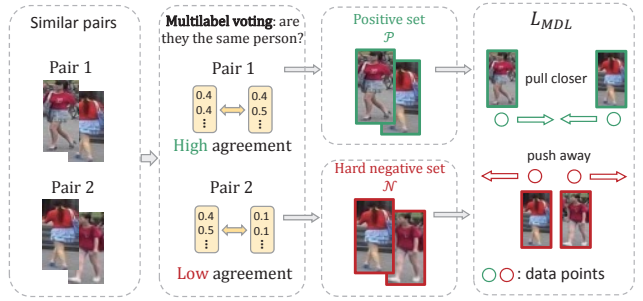 Similar pairs
Pair 1
Pair 2
Multilabel voting: are
they the same person?
Pair 1
0.4
0.4
⋮
0.4
0.5
⋮
High agreement
Pair 2
0.4
0.5
⋮
0.1
0.1
⋮
Low agreement
Positive set
𝒫
Hard negative set
𝒩
L_MDL
pull closer
push away
: data points